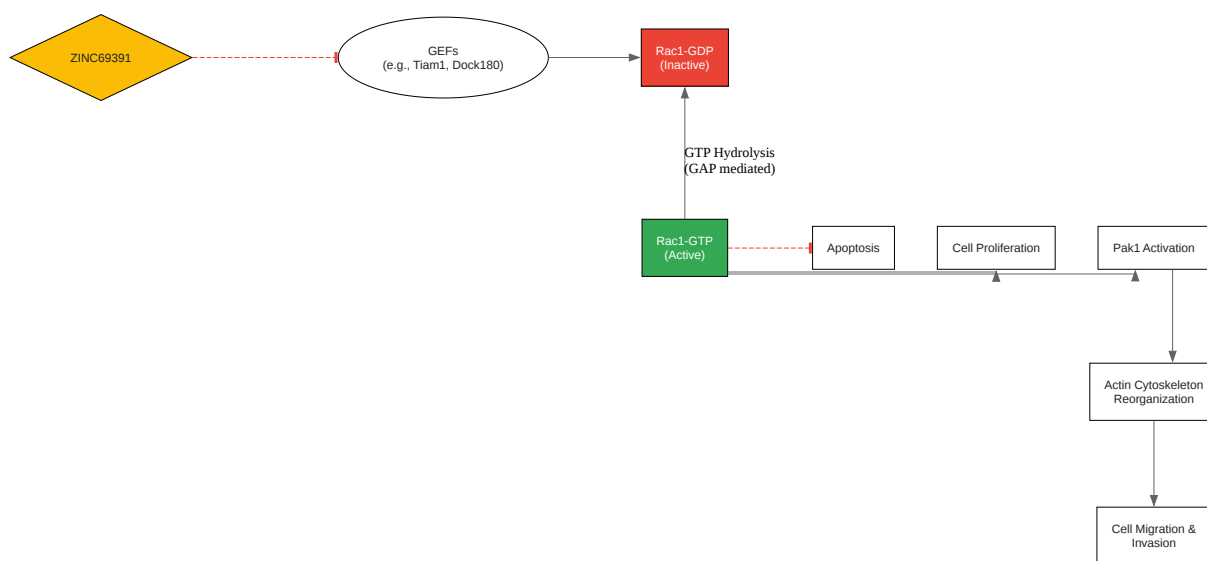 ZINC69391
GEFs
(e.g., Tiam1, Dock180)
Rac1-GDP
(Inactive)
GTP Hydrolysis
(GAP mediated)
Rac1-GTP
(Active)
Apoptosis
Cell Proliferation
Pak1 Activation
Actin Cytoskeleton
Reorganization
Cell Migration &
Invasion